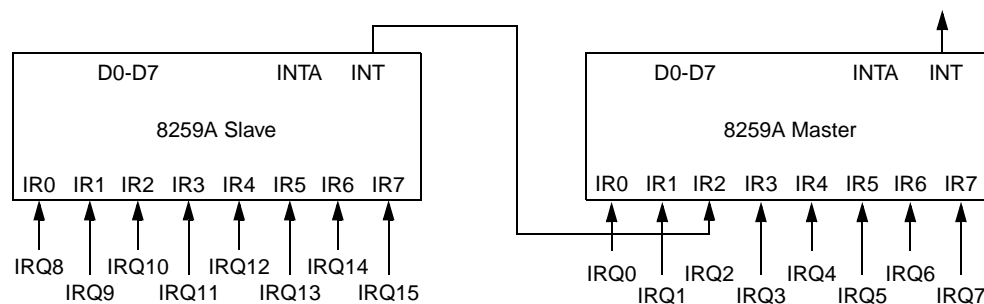 D0-D7 INTA INT D0-D7 INTA INT
8259A Slave 8259A Master
IR0 IR1 IR2 IR3 IR4 IR5 IR6 IR7 IR0 IR1 IR2 IR3 IR4 IR5 IR6 IR7
IRQ8 IRQ10 IRQ12 IRQ14 IRQ0 IRQ2 IRQ4 IRQ6
IRQ9 IRQ11 IRQ13 IRQ15 IRQ1 IRQ3 IRQ5 IRQ7